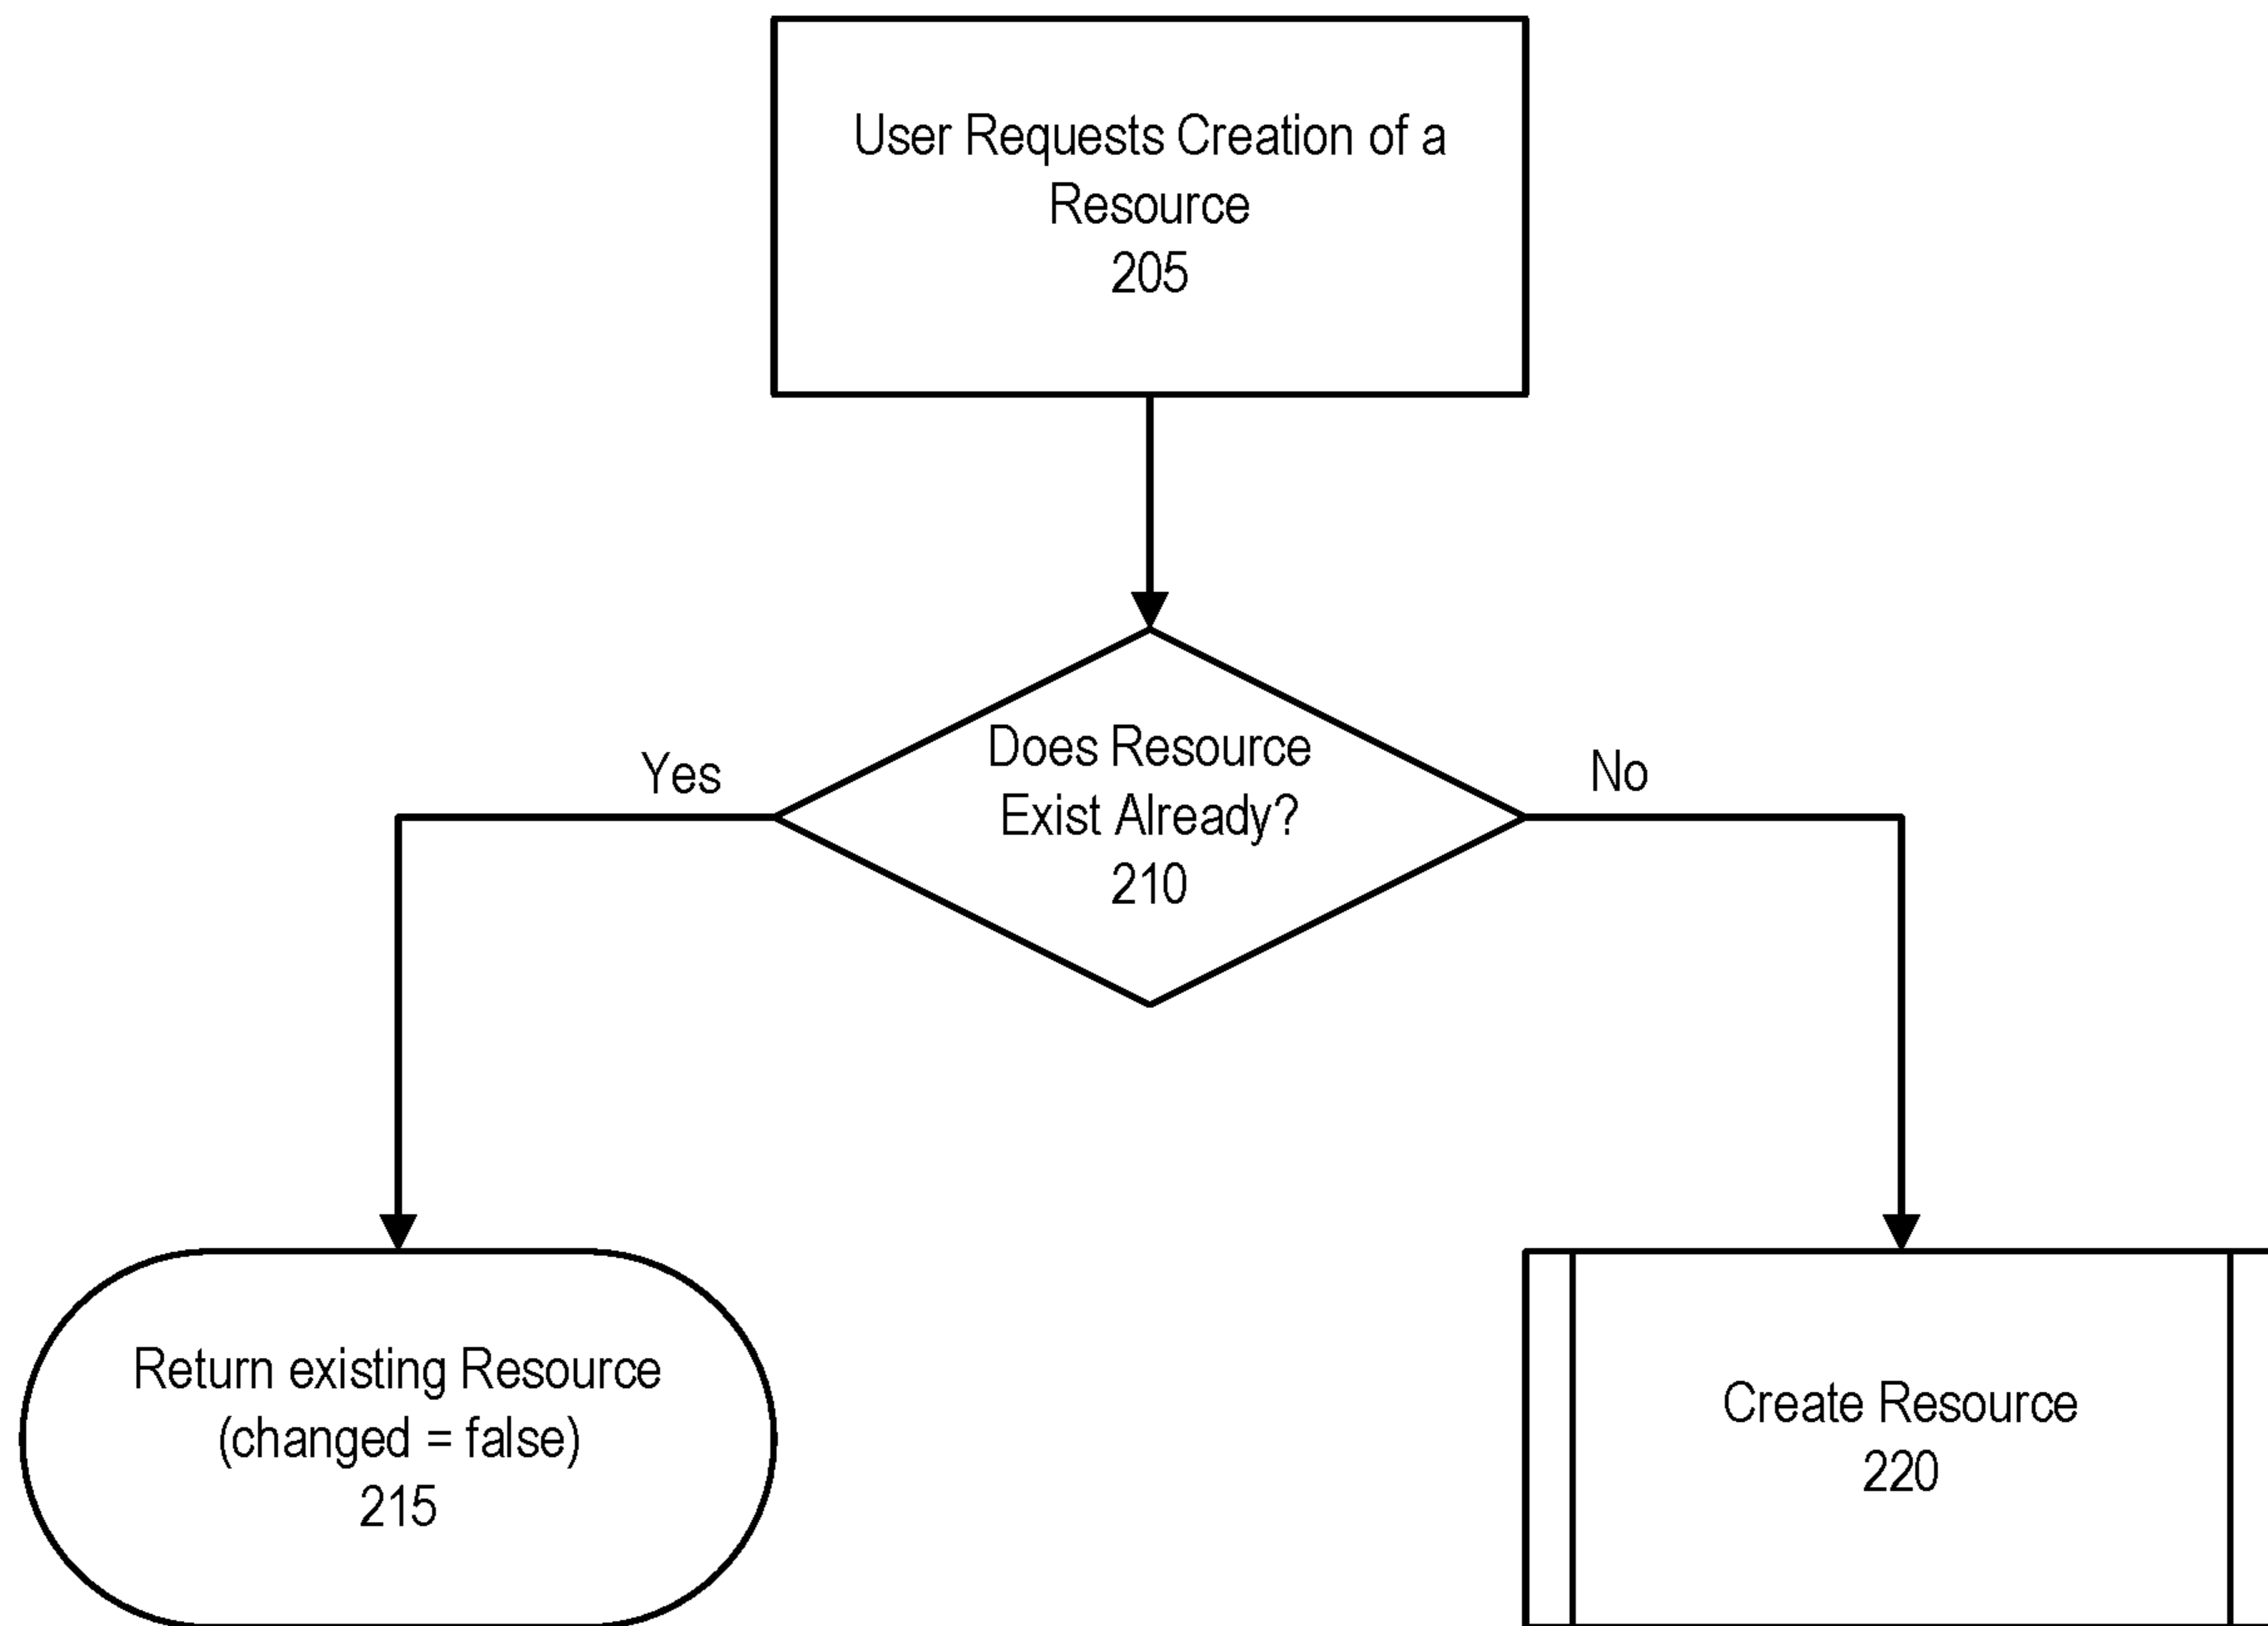 User Requests Creation of a
Resource
205
Yes
Does Resource
Exist Already?
210
No
Return existing Resource
(changed = false)
215
Create Resource
220